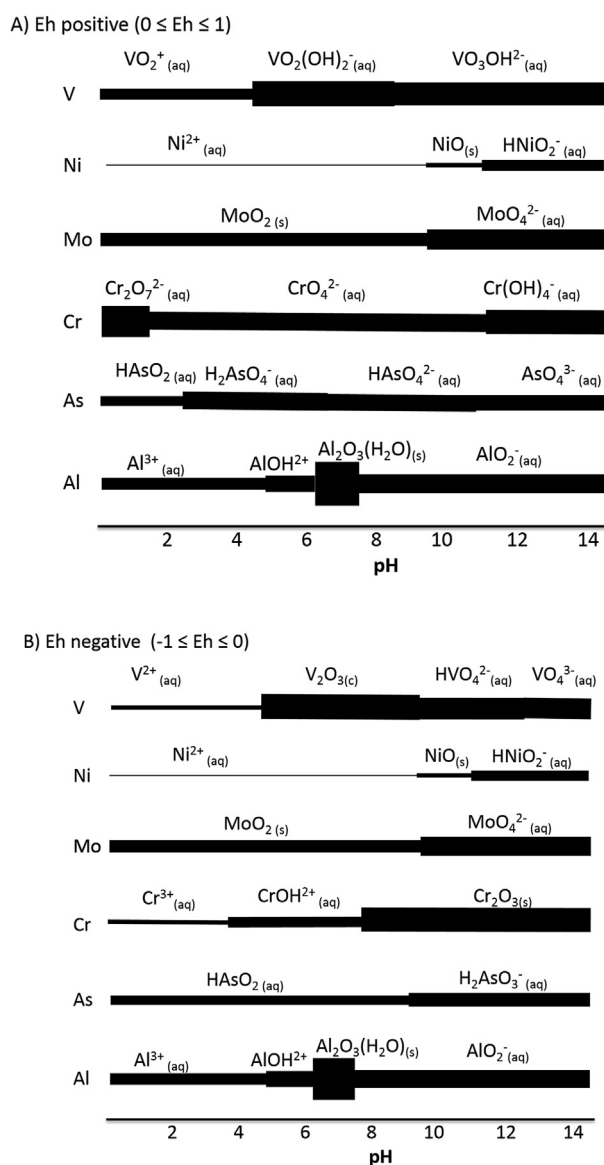 A) Eh positive (0 ≤ Eh ≤ 1)
VO₂⁺ (aq) VO₂(OH)₂⁻(aq) VO₃OH²⁻(aq)
V
Ni²⁺(aq) NiO(s) HNiO₂⁻(aq)
Ni
MoO₂ (s) MoO₄²⁻(aq)
Mo
Cr₂O₇²⁻(aq) CrO₄²⁻(aq) Cr(OH)₄⁻(aq)
Cr
HAsO₂ (aq) H₂AsO₄⁻(aq) HAsO₄²⁻(aq) AsO₄³⁻(aq)
As
Al³⁺(aq) AlOH²⁺ Al₂O₃(H₂O)(s) AlO₂⁻(aq)
Al
2 4 6 8 10 12 14
pH
B) Eh negative (-1 ≤ Eh ≤ 0)
V²⁺(aq) V₂O₃(c) HVO₄²⁻(aq) VO₄³⁻(aq)
V
Ni²⁺(aq) NiO(s) HNiO₂⁻(aq)
Ni
MoO₂ (s) MoO₄²⁻(aq)
Mo
Cr³⁺(aq) CrOH²⁺(aq) Cr₂O₃(s)
Cr
HAsO₂ (aq) H₂AsO₃⁻(aq)
As
Al³⁺(aq) AlOH²⁺ Al₂O₃(H₂O)(s) AlO₂⁻(aq)
Al
2 4 6 8 10 12 14
pH